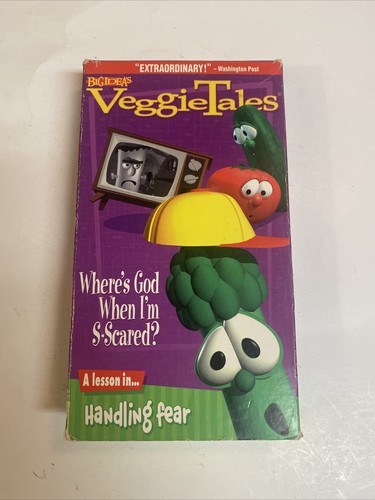 "EXTRAORDINARY!" - Washington Post
BIG IDEA'S
VeggieTales
Where's God
When I'm
S-Scared?
A lesson in...
Handling fear